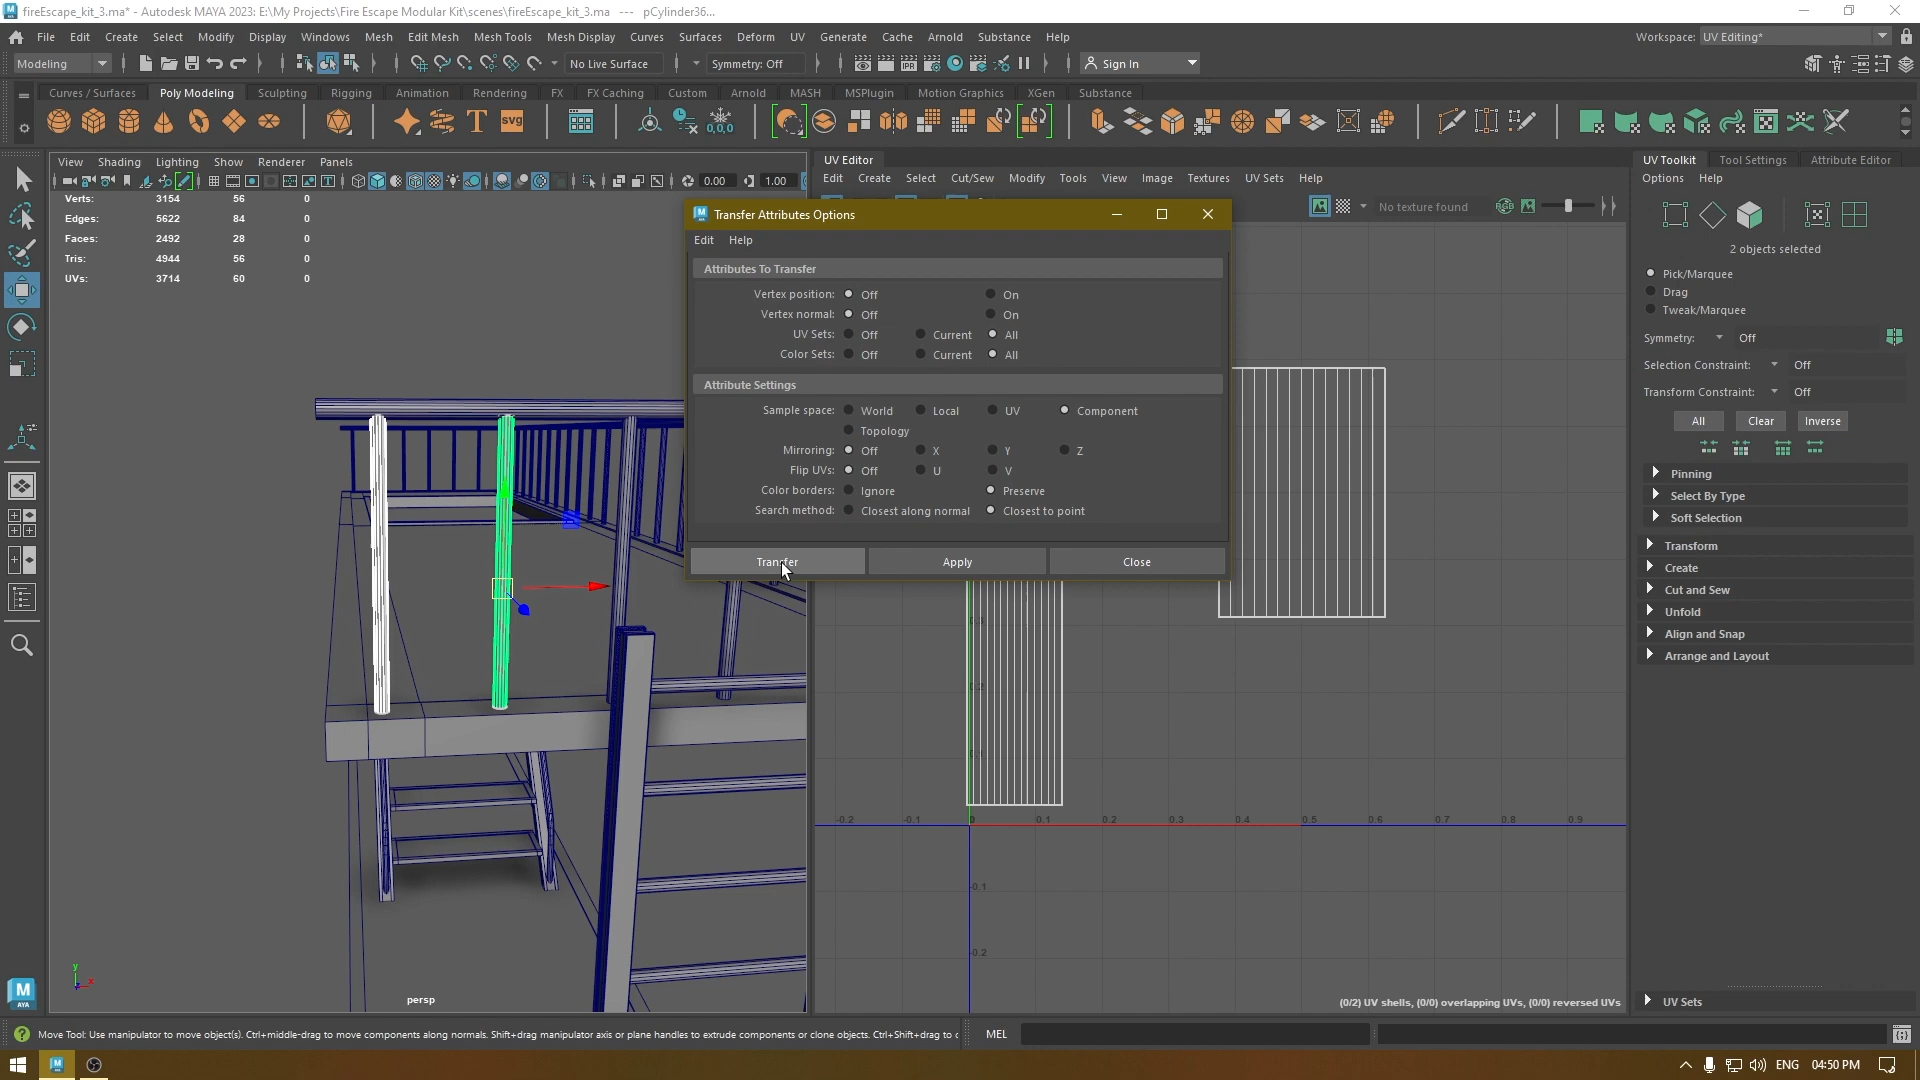 fireEscape_kit_3.ma* - Autodesk MAYA 2023: E:\My Projects\Fire Escape Modular Kit\scenes\fireEscape_kit_3.ma --- pCylinder36...
File Edit Create Select Modify Display Windows Mesh Edit Mesh Mesh Tools Mesh Display Curves Surfaces Deform UV Generate Cache Arnold Substance Help
Workspace: UV Editing*
Modeling
No Live Surface
Symmetry: Off
Sign In
Curves / Surfaces Poly Modeling Sculpting Rigging Animation Rendering FX FX Caching Custom Arnold MASH MSPlugin Motion Graphics XGen Substance
svg
0,0,0
View Shading Lighting Show Renderer Panels
0.00 1.00
Verts: 3154 56 0
Edges: 5622 84 0
Faces: 2492 28 0
Tris: 4944 56 0
UVs: 3714 60 0
persp
UV Editor
Edit Create Select Cut/Sew Modify Tools View Image Textures UV Sets Help
No texture found
Transfer Attributes Options
Edit Help
Attributes To Transfer
Vertex position: Off On
Vertex normal: Off On
UV Sets: Off Current All
Color Sets: Off Current All
Attribute Settings
Sample space: World Local UV Component
Topology
Mirroring: Off X Y Z
Flip UVs: Off U V
Color borders: Ignore Preserve
Search method: Closest along normal Closest to point
Transfer Apply Close
-0.2 -0.1 0 0.1 0.2 0.3 0.4 0.5 0.6 0.7 0.8 0.9
0.3
0.2
0.1
-0.1
-0.2
(0/2) UV shells, (0/0) overlapping UVs, (0/0) reversed UVs
UV Toolkit Tool Settings Attribute Editor
Options Help
2 objects selected
Pick/Marquee
Drag
Tweak/Marquee
Symmetry: Off
Selection Constraint: Off
Transform Constraint: Off
All Clear Inverse
Pinning
Select By Type
Soft Selection
Transform
Create
Cut and Sew
Unfold
Align and Snap
Arrange and Layout
UV Sets
Move Tool: Use manipulator to move object(s). Ctrl+middle-drag to move components along normals. Shift+drag manipulator axis or plane handles to extrude components or clone objects. Ctrl+Shift+drag to c
MEL
ENG 04:50 PM